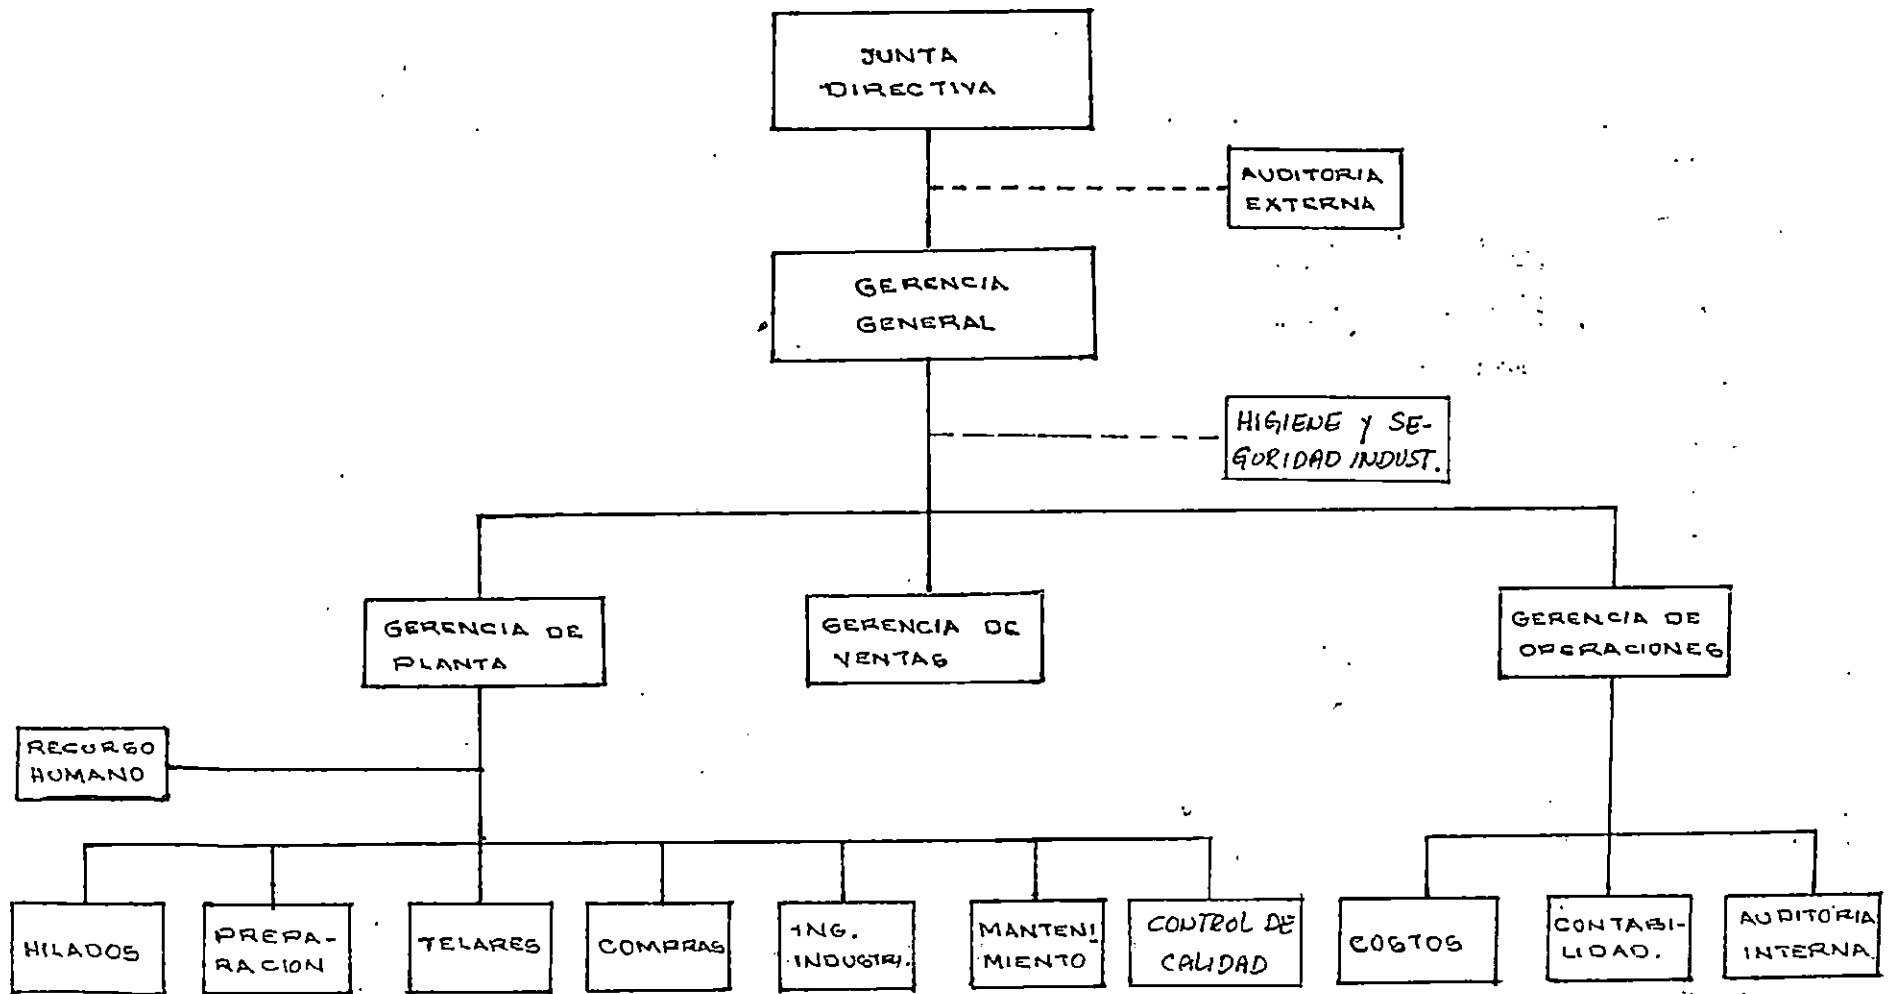 JUNTA
DIRECTIVA
AUDITORIA
EXTERNA
GERENCIA
GENERAL
HIGIENE Y SE-
GURIDAD INDUST.
GERENCIA DE
PLANTA
GERENCIA DE
VENTAS
GERENCIA DE
OPERACIONES
RECURSO
HUMANO
HILADOS
PREPA-
RACION
TELARES
COMPRAS
ING.
INDUSTRI.
MANTENI
MIENTO
CONTROL DE
CALIDAD
COSTOS
CONTABI-
LIDAD.
AUDITORIA
INTERNA